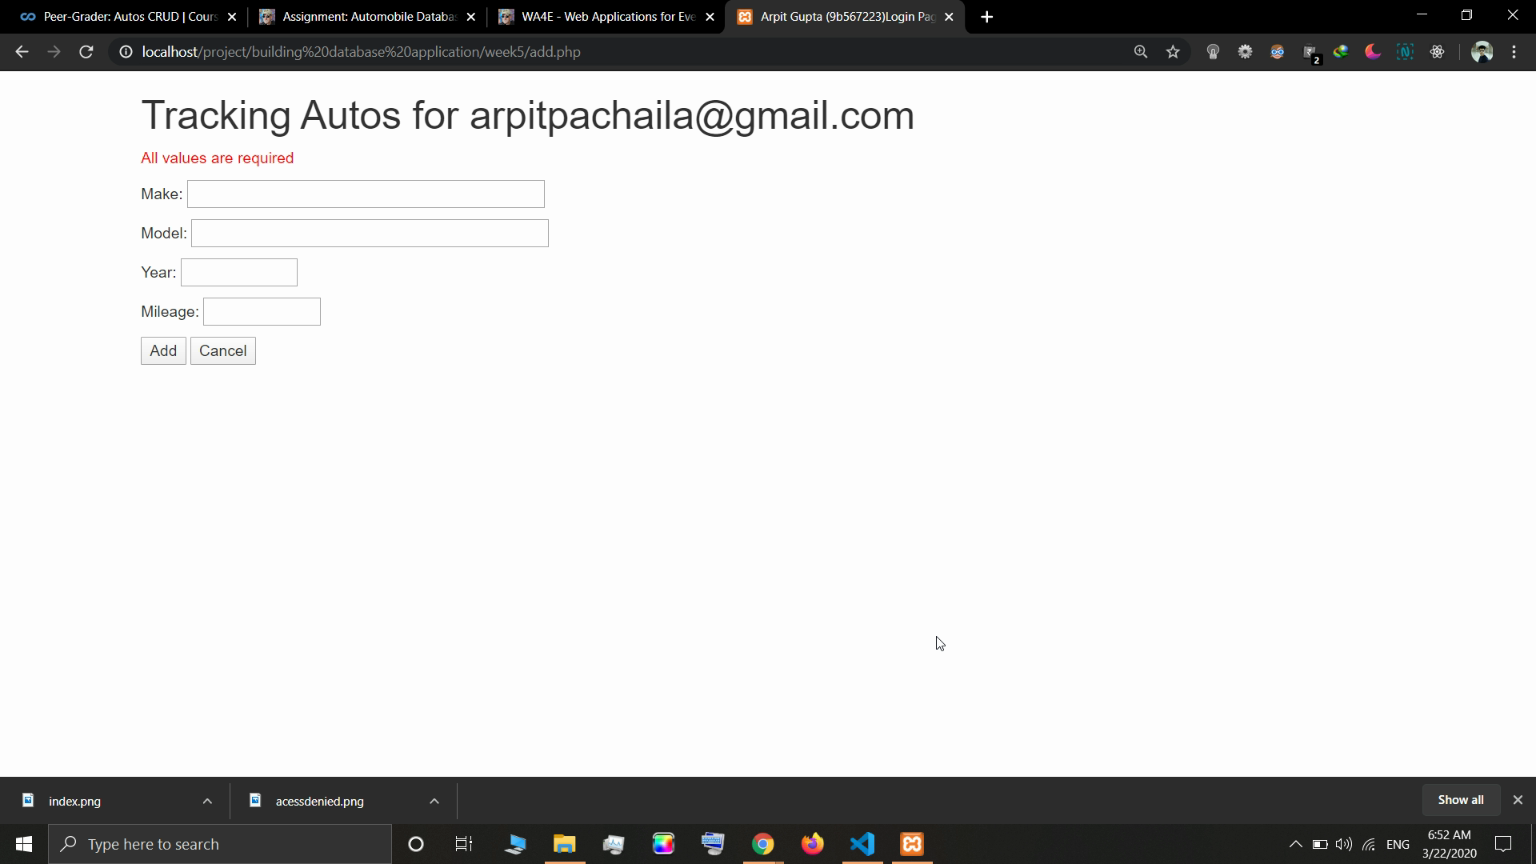 Peer-Grader: Autos CRUD | Cours
Assignment: Automobile Databa
WA4E - Web Applications for Eve
Arpit Gupta (9b567223)Login Pag
localhost/project/building%20database%20application/week5/add.php
2
Tracking Autos for arpitpachaila@gmail.com
All values are required
Make:
Model:
Year:
Mileage:
Add Cancel
index.png
acessdenied.png
Show all
Type here to search
ENG
6:52 AM
3/22/2020